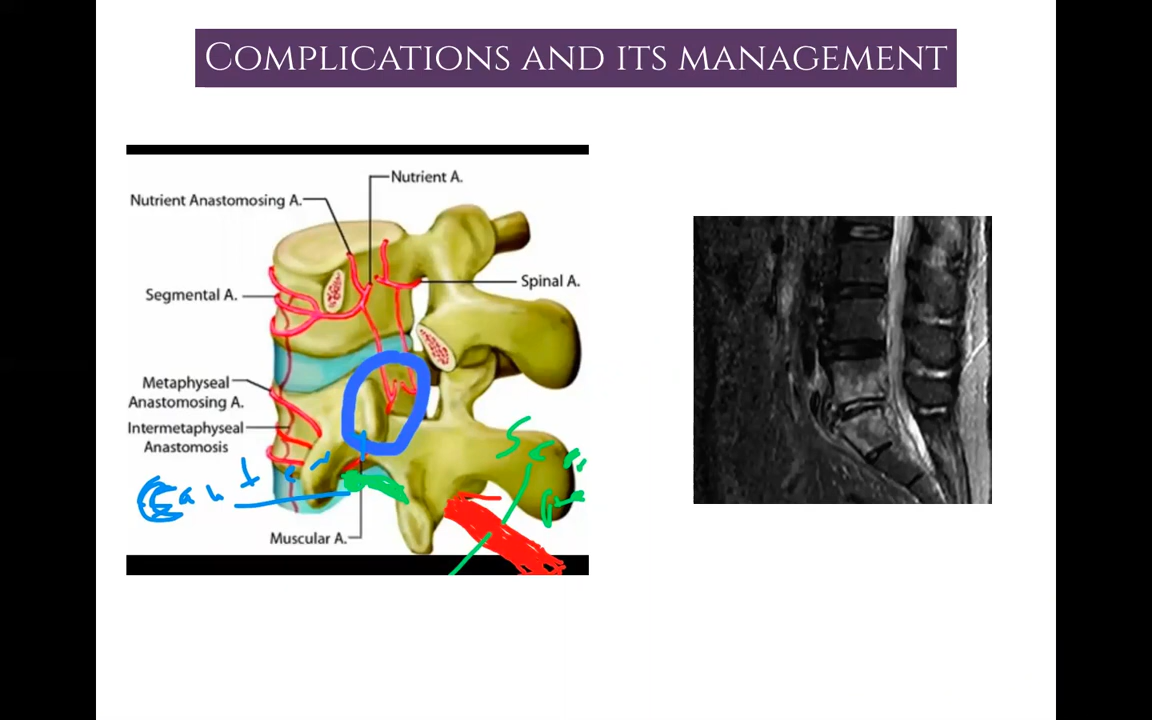 COMPLICATIONS AND ITS MANAGEMENT
Nutrient A.
Nutrient Anastomosing A.
Spinal A.
Segmental A.
Metaphyseal
Anastomosing A.
Intermetaphyseal
Anastomosis
Muscular A.